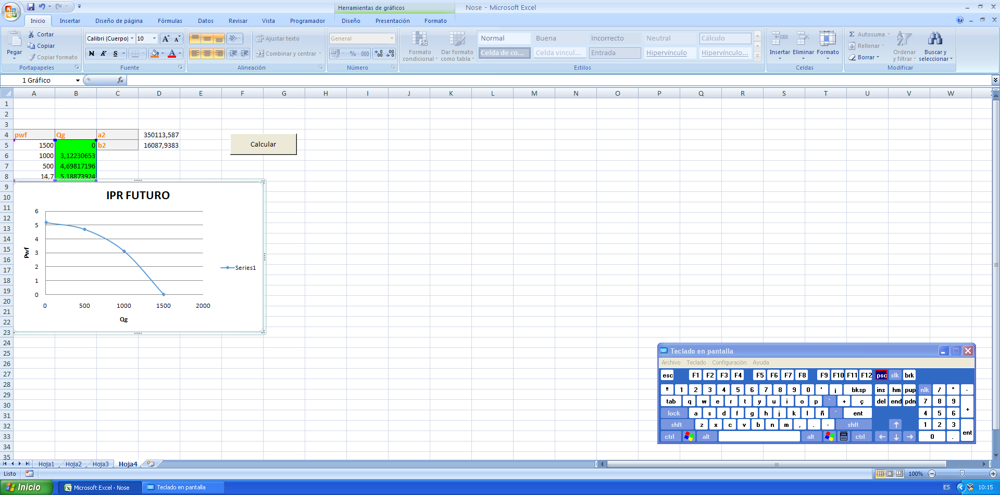 Herramientas de gráficos
Nose - Microsoft Excel
Inicio Insertar Diseño de página Fórmulas Datos Revisar Vista Programador Diseño Presentación Formato
Pegar
Cortar
Copiar
Copiar formato
Portapapeles
Calibri (Cuerpo) 10
N K S
Fuente
Ajustar texto
Combinar y centrar
Alineación
General
% 000
Número
Formato condicional
Dar formato como tabla
Normal Buena Incorrecto Neutral Cálculo
Celda de co... Celda vincul... Entrada Hipervínculo Hipervínculo...
Estilos
Insertar Eliminar Formato
Celdas
Autosuma
Rellenar
Borrar
Ordenar y filtrar
Buscar y seleccionar
Modificar
1 Gráfico fx
A B C D E F G H I J K L M N O P Q R S T U V W
1
2
3
4 pwf Qg a2 350113,587
5 1500 0 b2 16087,9383
6 1000 3,12230653
7 500 4,69817196
8 14,7 5,18873924
Calcular
9
10
11
12
13
14
15
16
17
18
19
20
21
22
23
24
25
26
27
28
29
30
31
32
33
34
35
IPR FUTURO
6
5
4
3
2
1
0
Pwf
0 500 1000 1500 2000
Qg
Series1
Teclado en pantalla
Archivo Teclado Configuración Ayuda
esc F1 F2 F3 F4 F5 F6 F7 F8 F9 F10 F11 F12 psc slk brk
º 1 2 3 4 5 6 7 8 9 0 ' ¡ bksp ins hm pup nlk / * -
tab q w e r t y u i o p ` + ç del end pdn 7 8 9 +
lock a s d f g h j k l ñ ´ ent 4 5 6
shft z x c v b n m , . - shft ↑ 1 2 3 ent
ctrl alt alt ctrl ← ↓ → 0 .
Hoja1 Hoja2 Hoja3 Hoja4
Listo 100%
Inicio Microsoft Excel - Nose Teclado en pantalla ES 10:15